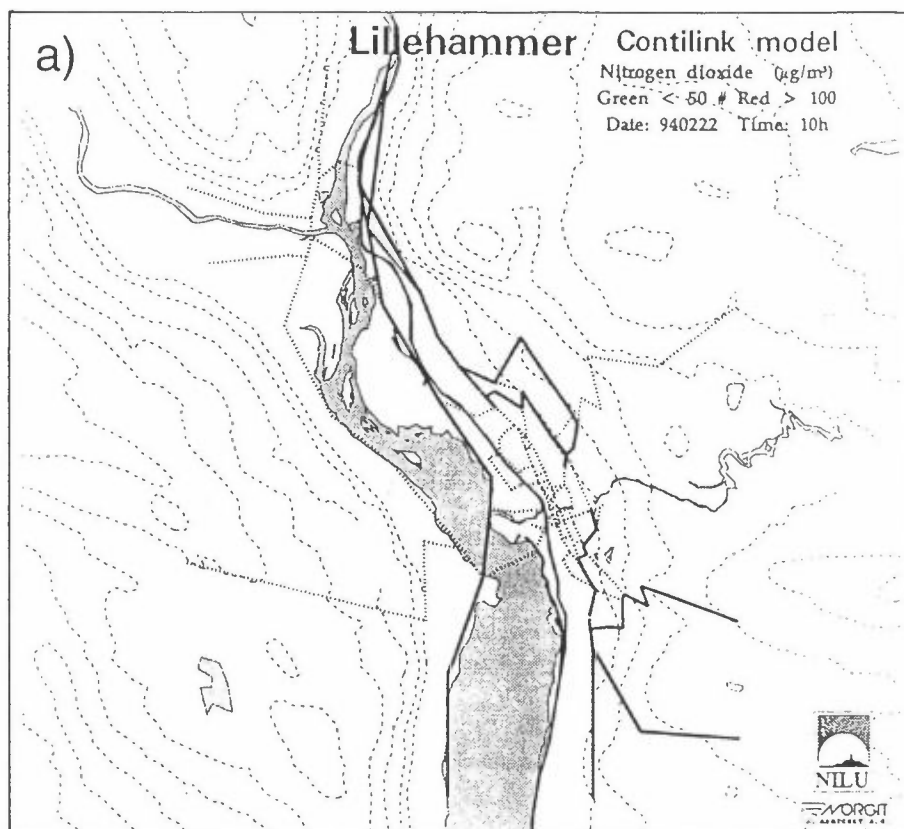 a)
Lillehammer
Contilink model
Nitrogen dioxide (µg/m³)
Green < 50 # Red > 100
Date: 940222 Time: 10h
NILU
NORGIT